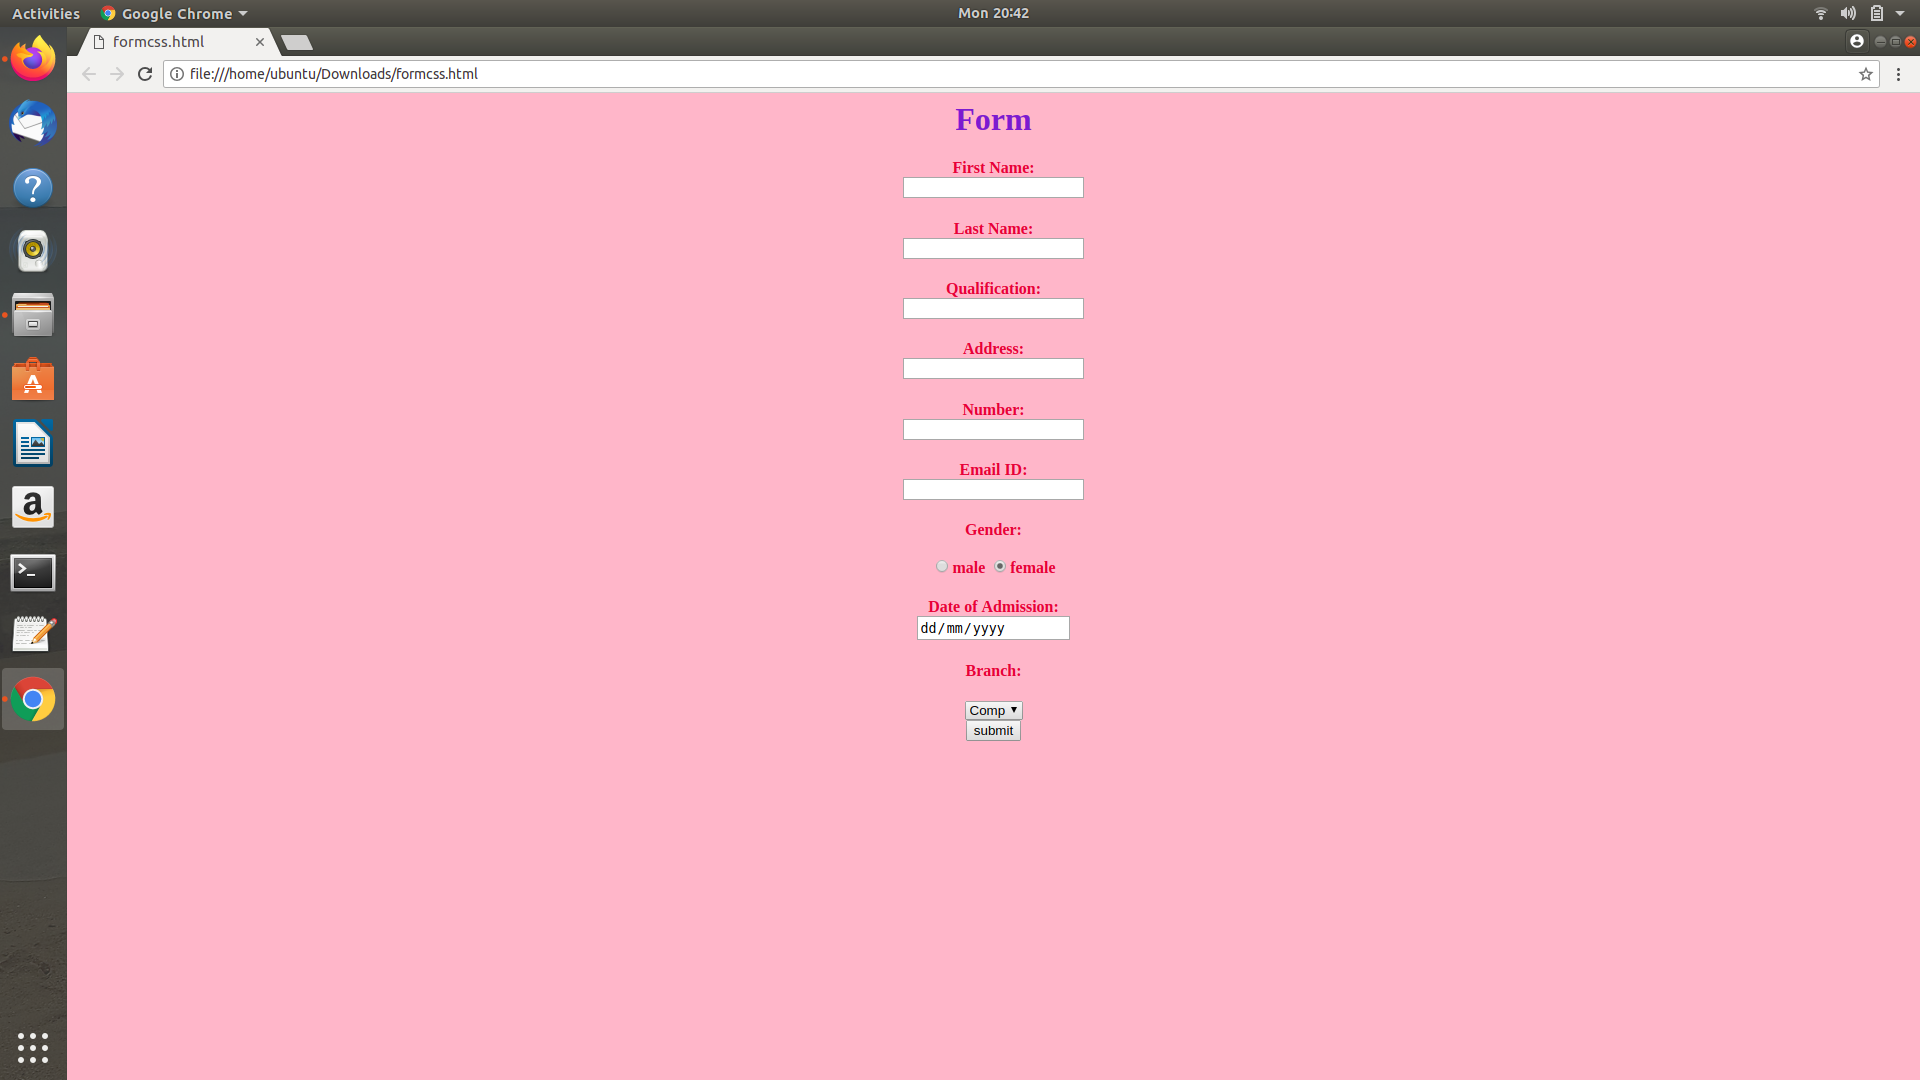 Activities Google Chrome Mon 20:42
formcss.html
file:///home/ubuntu/Downloads/formcss.html
Form
First Name:
Last Name:
Qualification:
Address:
Number:
Email ID:
Gender:
male female
Date of Admission:
dd/mm/yyyy
Branch:
Comp
submit